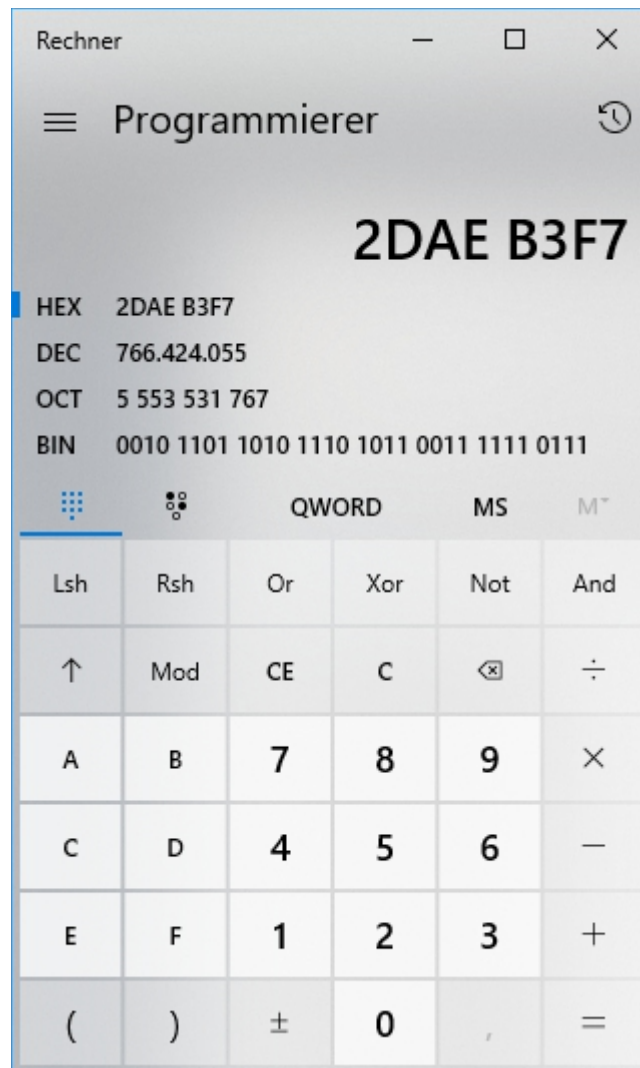 Rechner
Programmierer
2DAE B3F7
HEX 2DAE B3F7
DEC 766.424.055
OCT 5 553 531 767
BIN 0010 1101 1010 1110 1011 0011 1111 0111
QWORD MS M
Lsh Rsh Or Xor Not And
↑ Mod CE C ⌫ ÷
A B 7 8 9 ×
C D 4 5 6 −
E F 1 2 3 +
( ) ± 0 , =